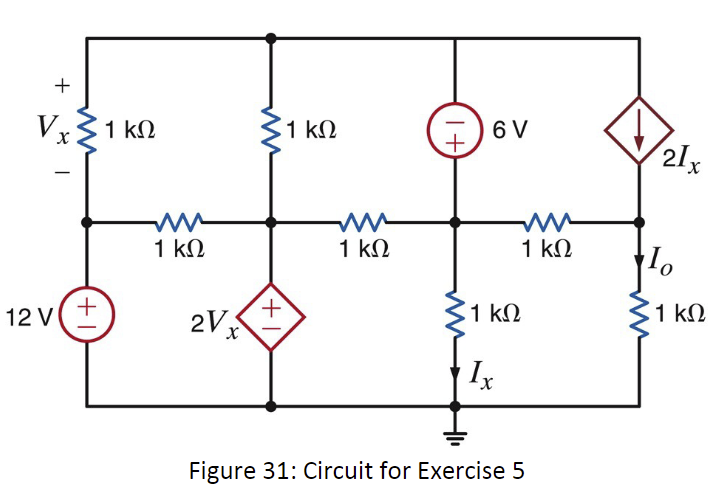 +
Vx 1 kΩ 1 kΩ − + 6 V
− 2Ix
1 kΩ 1 kΩ 1 kΩ
Io
12 V + − 2Vx + − 1 kΩ 1 kΩ
Ix
Figure 31: Circuit for Exercise 5